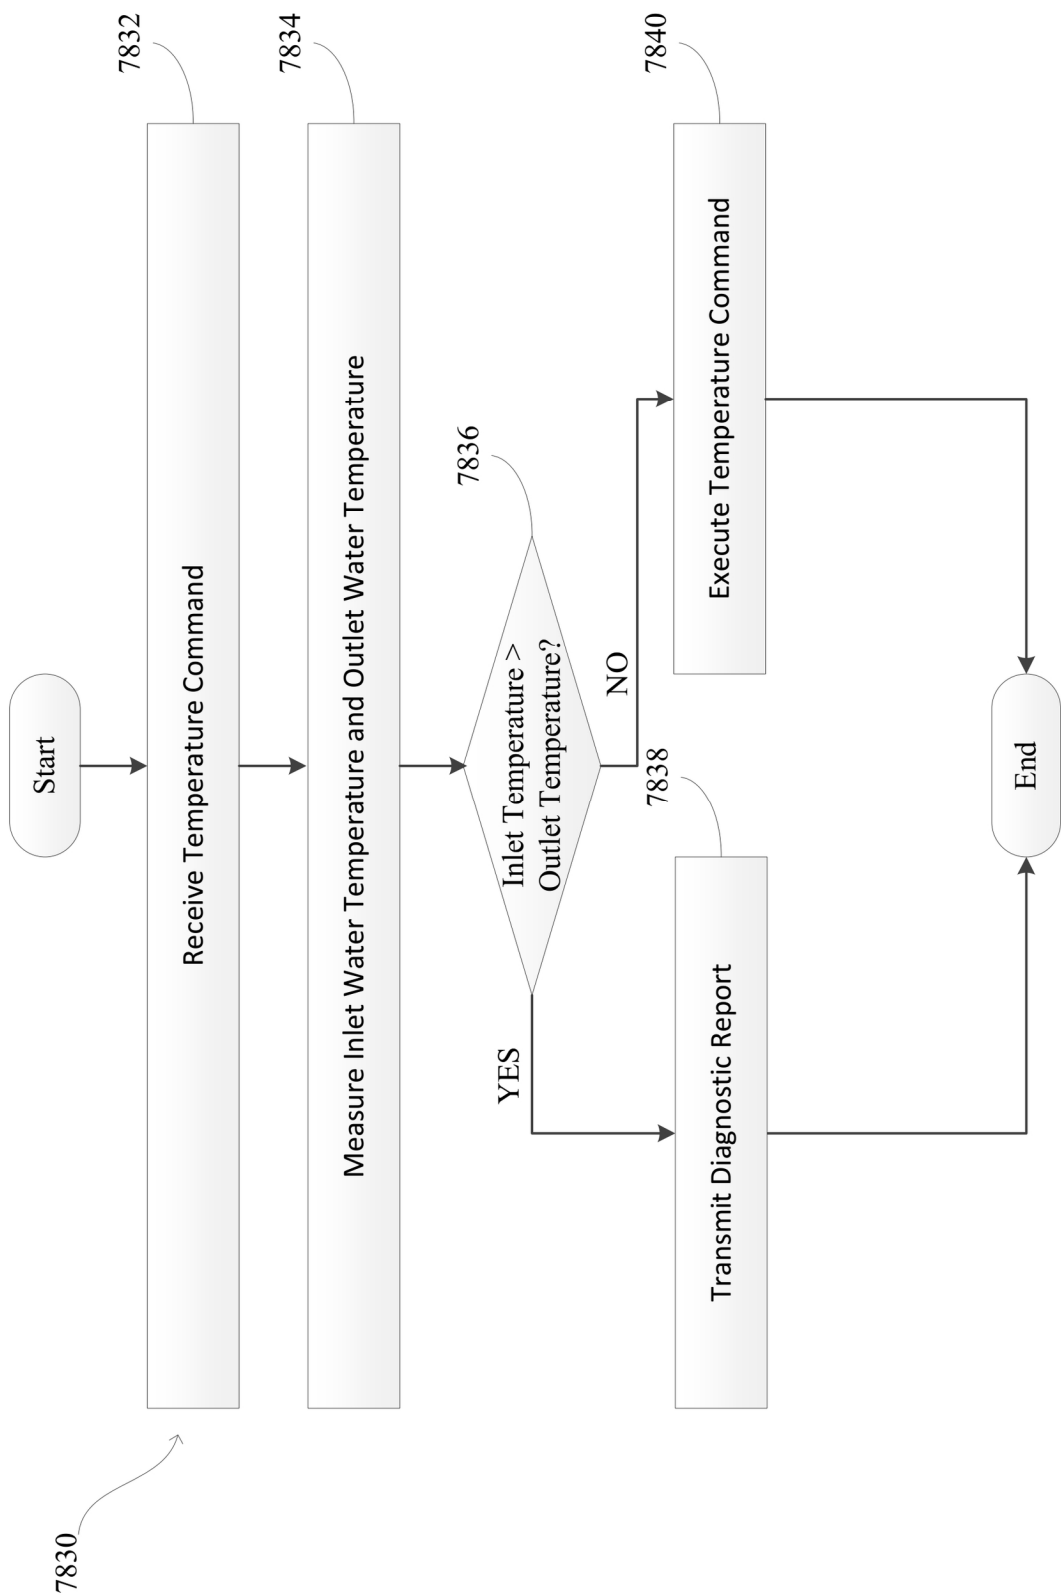 7830
Start
7832
Receive Temperature Command
7834
Measure Inlet Water Temperature and Outlet Water Temperature
7836
Inlet Temperature >
Outlet Temperature?
YES
NO
7838
Transmit Diagnostic Report
7840
Execute Temperature Command
End